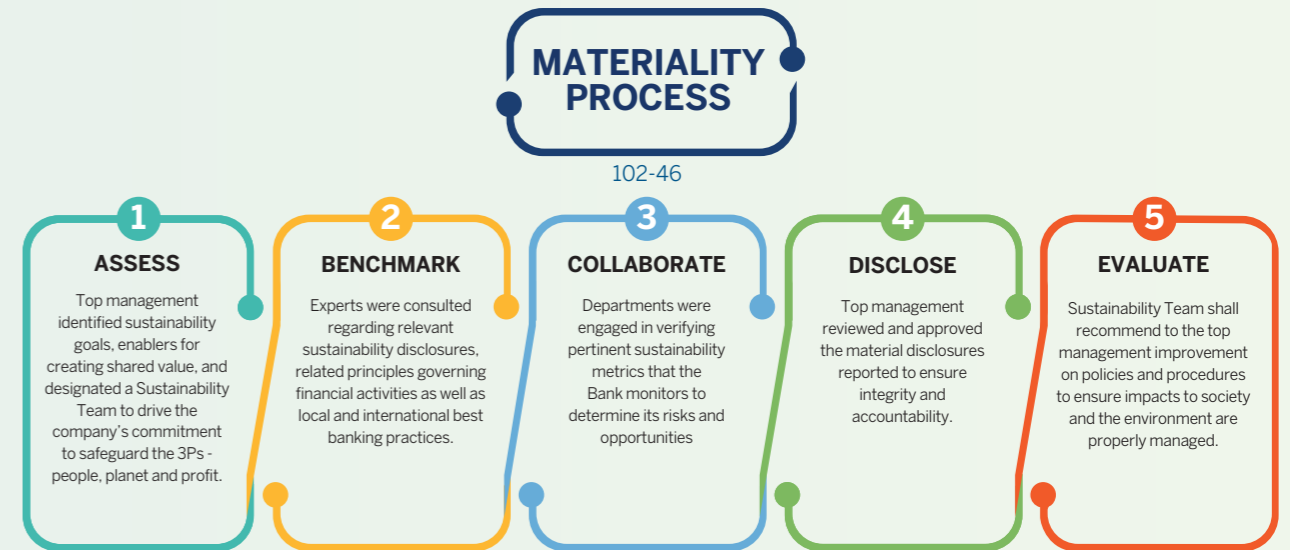 MATERIALITY
PROCESS
102-46
1
ASSESS
Top management
identified sustainability
goals, enablers for
creating shared value, and
designated a Sustainability
Team to drive the
company's commitment
to safeguard the 3Ps -
people, planet and profit.
2
BENCHMARK
Experts were consulted
regarding relevant
sustainability disclosures,
related principles governing
financial activities as well as
local and international best
banking practices.
3
COLLABORATE
Departments were
engaged in verifying
pertinent sustainability
metrics that the
Bank monitors to
determine its risks and
opportunities
4
DISCLOSE
Top management
reviewed and approved
the material disclosures
reported to ensure
integrity and
accountability.
5
EVALUATE
Sustainability Team shall
recommend to the top
management improvement
on policies and procedures
to ensure impacts to society
and the environment are
properly managed.